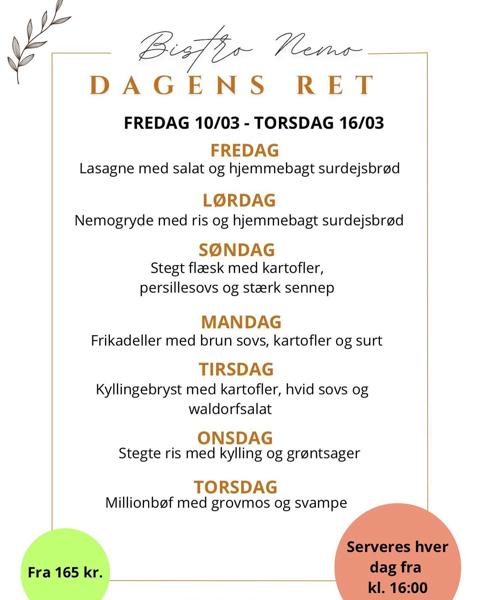 Bistro Nemo
DAGENS RET
FREDAG 10/03 - TORSDAG 16/03
FREDAG
Lasagne med salat og hjemmebagt surdejsbrød
LØRDAG
Nemogryde med ris og hjemmebagt surdejsbrød
SØNDAG
Stegt flæsk med kartofler,
persillesovs og stærk sennep
MANDAG
Frikadeller med brun sovs, kartofler og surt
TIRSDAG
Kyllingebryst med kartofler, hvid sovs og
waldorfsalat
ONSDAG
Stegte ris med kylling og grøntsager
TORSDAG
Millionbøf med grovmos og svampe
Fra 165 kr.
Serveres hver
dag fra
kl. 16:00